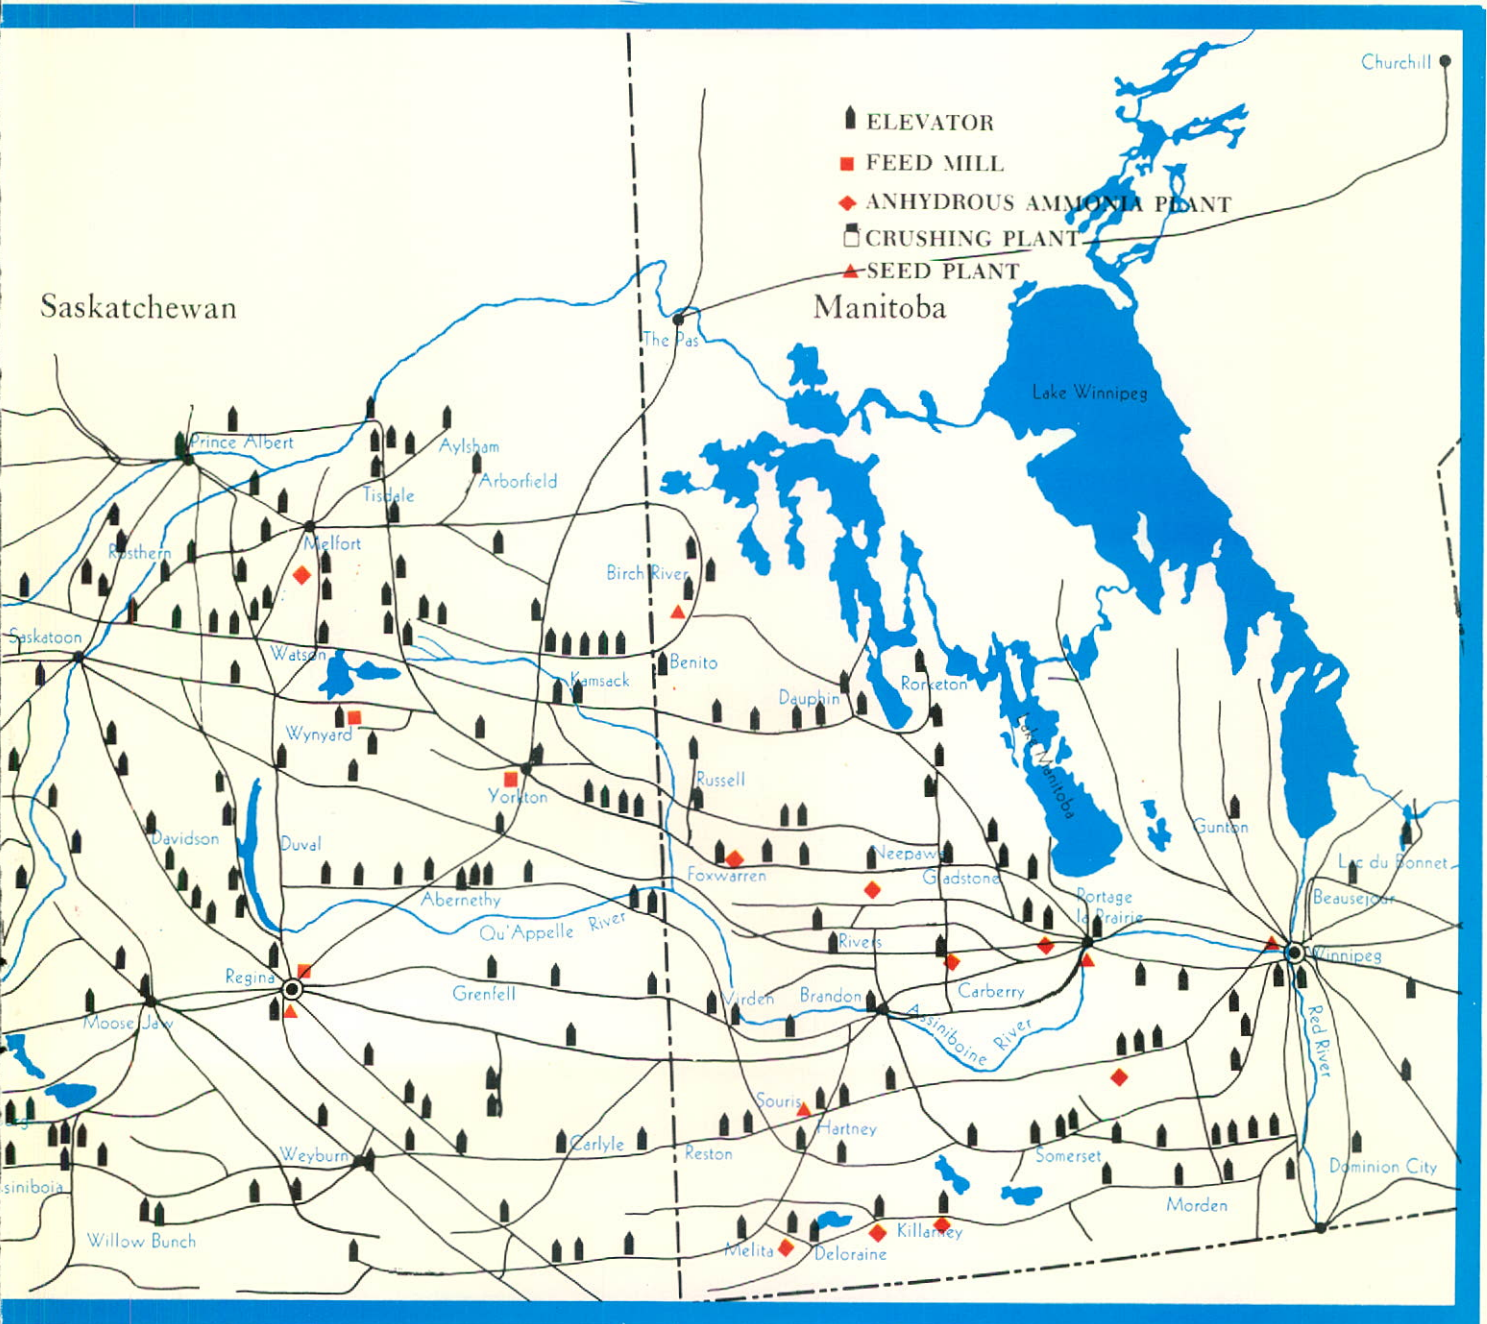 Churchill
ELEVATOR
FEED MILL
ANHYDROUS AMMONIA PLANT
CRUSHING PLANT
SEED PLANT
Saskatchewan
Manitoba
The Pas
Lake Winnipeg
Prince Albert
Aylsham
Arborfield
Tisdale
Melfort
Rosthern
Birch River
Saskatoon
Watson
Benito
Kamsack
Dauphin
Rorketon
Wynyard
Lake Manitoba
Russell
Yorkton
Davidson
Duval
Gunton
Neepawa
Lac du Bonnet
Foxwarren
Gladstone
Abernethy
Portage
la Prairie
Beausejour
Qu'Appelle River
Rivers
Winnipeg
Regina
Grenfell
Virden
Brandon
Carberry
Moose Jaw
Assiniboine River
Red River
Souris
Hartney
Weyburn
Carlyle
Reston
Somerset
Dominion City
siniboia
Morden
Willow Bunch
Melita
Deloraine
Killarney